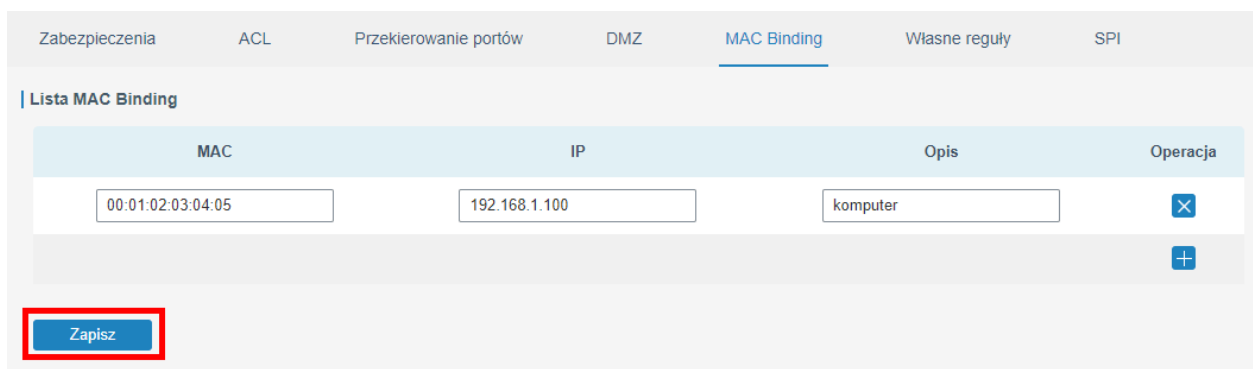 Zabezpieczenia ACL Przekierowanie portów DMZ MAC Binding Własne reguły SPI
Lista MAC Binding
MAC IP Opis Operacja
00:01:02:03:04:05 192.168.1.100 komputer
Zapisz